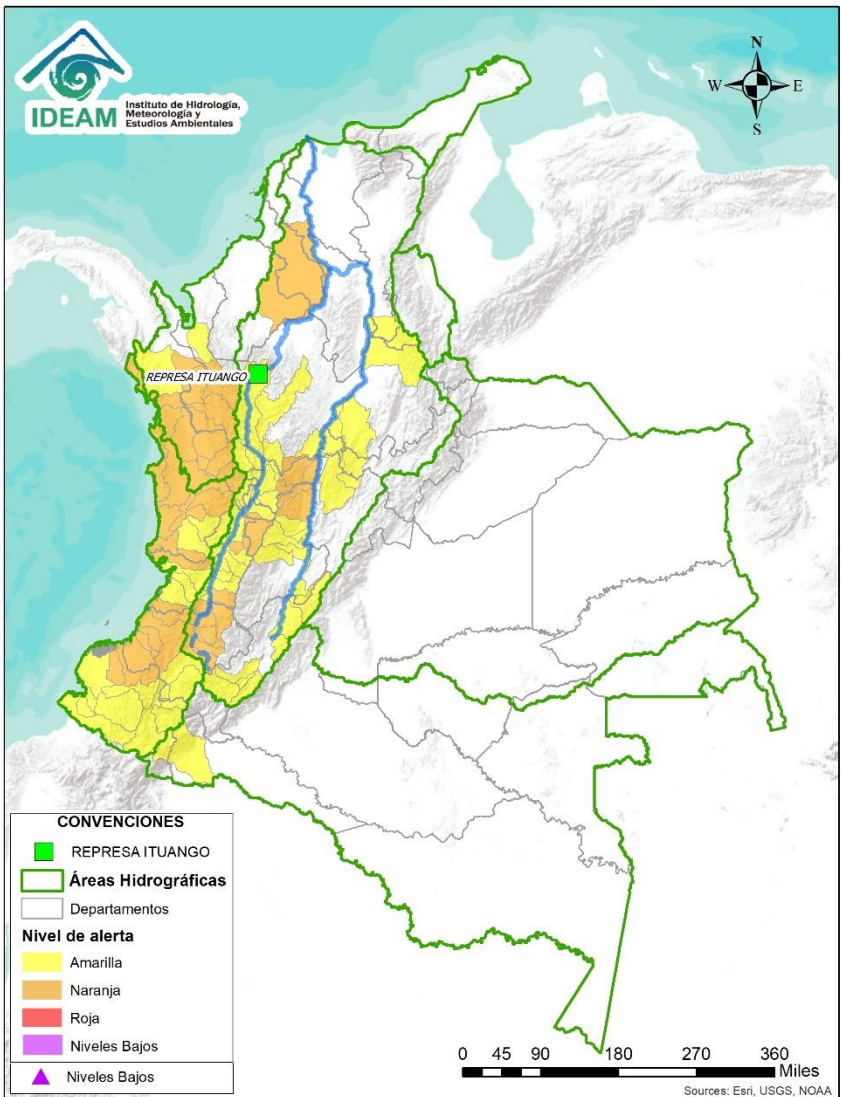 IDEAM
Instituto de Hidrología,
Meteorología y
Estudios Ambientales
N
W
E
S
REPRESA ITUANGO
CONVENCIONES
REPRESA ITUANGO
Áreas Hidrográficas
Departamentos
Nivel de alerta
Amarilla
Naranja
Roja
Niveles Bajos
Niveles Bajos
0 45 90 180 270 360
Miles
Sources: Esri, USGS, NOAA